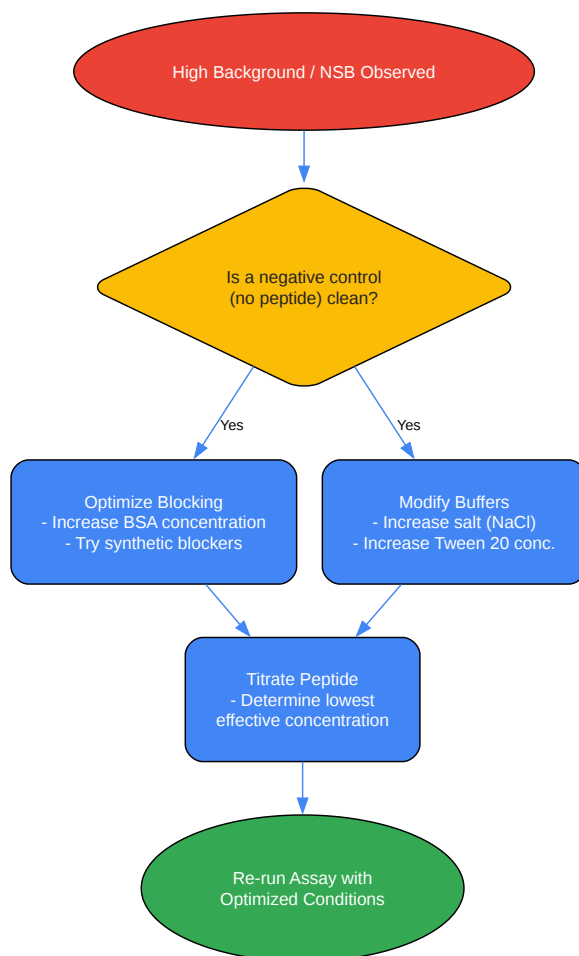 High Background / NSB Observed
Is a negative control
(no peptide) clean?
Yes
Yes
Optimize Blocking
- Increase BSA concentration
- Try synthetic blockers
Modify Buffers
- Increase salt (NaCl)
- Increase Tween 20 conc.
Titrate Peptide
- Determine lowest
effective concentration
Re-run Assay with
Optimized Conditions